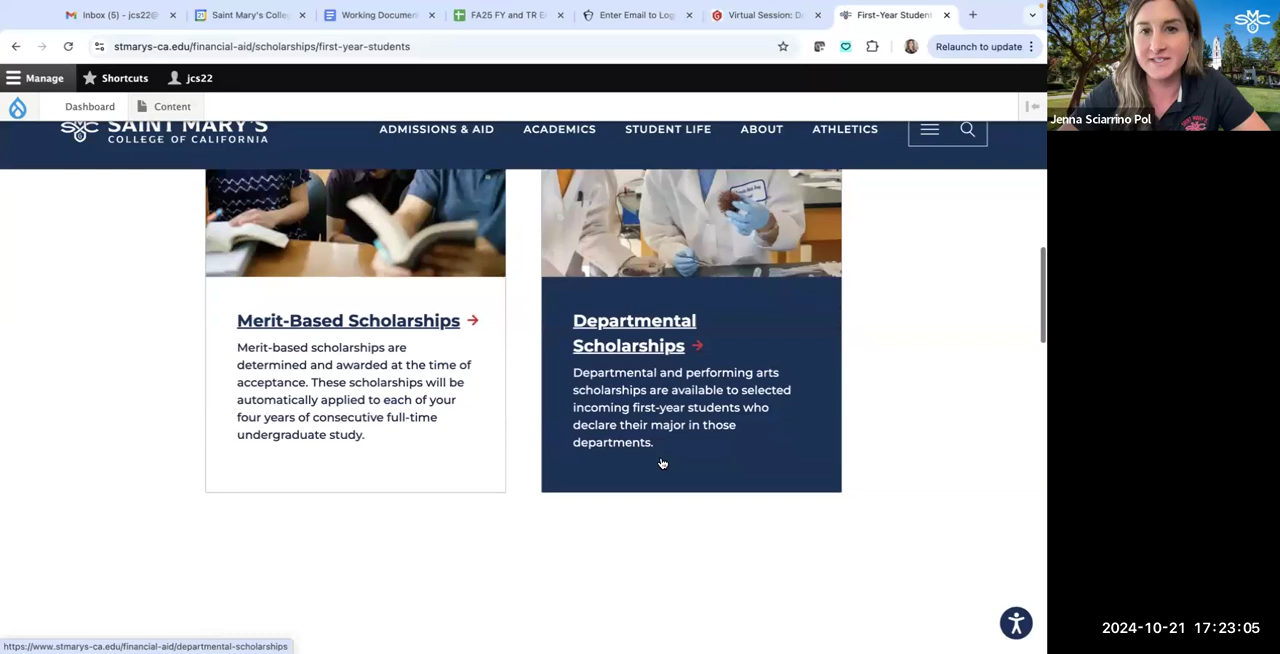 Inbox (5) - jcs22@
Saint Mary's Colle
Working Documen
FA25 FY and TR E
Enter Email to Log
Virtual Session: D
First-Year Student
stmarys-ca.edu/financial-aid/scholarships/first-year-students
Relaunch to update
Manage
Shortcuts
jcs22
Dashboard
Content
SAINT MARY'S
COLLEGE OF CALIFORNIA
ADMISSIONS & AID
ACADEMICS
STUDENT LIFE
ABOUT
ATHLETICS
Merit-Based Scholarships
Merit-based scholarships are
determined and awarded at the time of
acceptance. These scholarships will be
automatically applied to each of your
four years of consecutive full-time
undergraduate study.
Departmental
Scholarships
Departmental and performing arts
scholarships are available to selected
incoming first-year students who
declare their major in those
departments.
https://www.stmarys-ca.edu/financial-aid/departmental-scholarships
SMC
Jenna Sciarrino Pol
2024-10-21 17:23:05